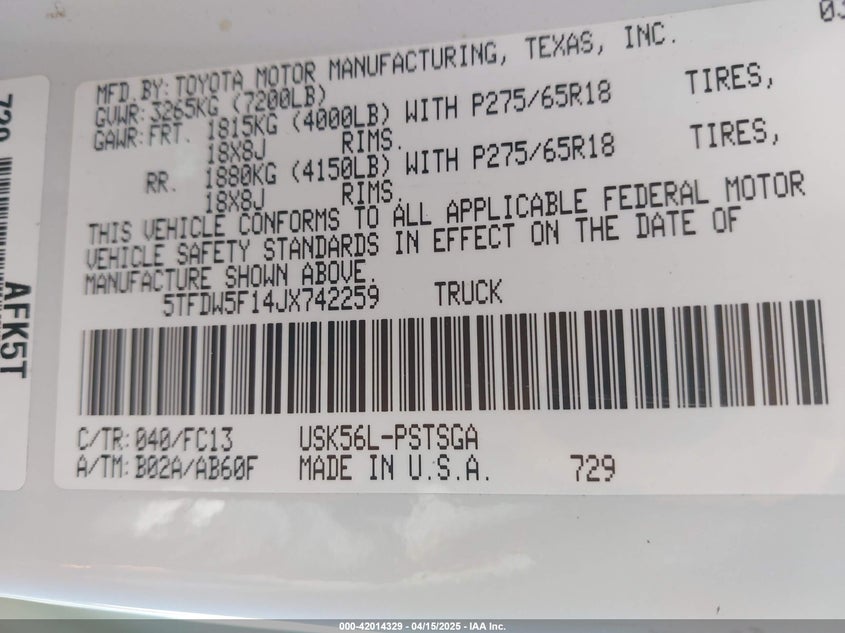 03
MFD. BY: TOYOTA MOTOR MANUFACTURING, TEXAS, INC.
GVWR: 3265KG (7200LB)
GAWR: FRT. 1815KG (4000LB) WITH P275/65R18 TIRES,
18X8J RIMS.
RR. 1880KG (4150LB) WITH P275/65R18 TIRES,
18X8J RIMS.
THIS VEHICLE CONFORMS TO ALL APPLICABLE FEDERAL MOTOR
VEHICLE SAFETY STANDARDS IN EFFECT ON THE DATE OF
MANUFACTURE SHOWN ABOVE.
5TFDW5F14JX742259 TRUCK
C/TR: 040/FC13 USK56L-PSTSGA
A/TM: B02A/AB60F MADE IN U.S.A. 729
729
AFK5T
000-42014329 - 04/15/2025 - IAA Inc.